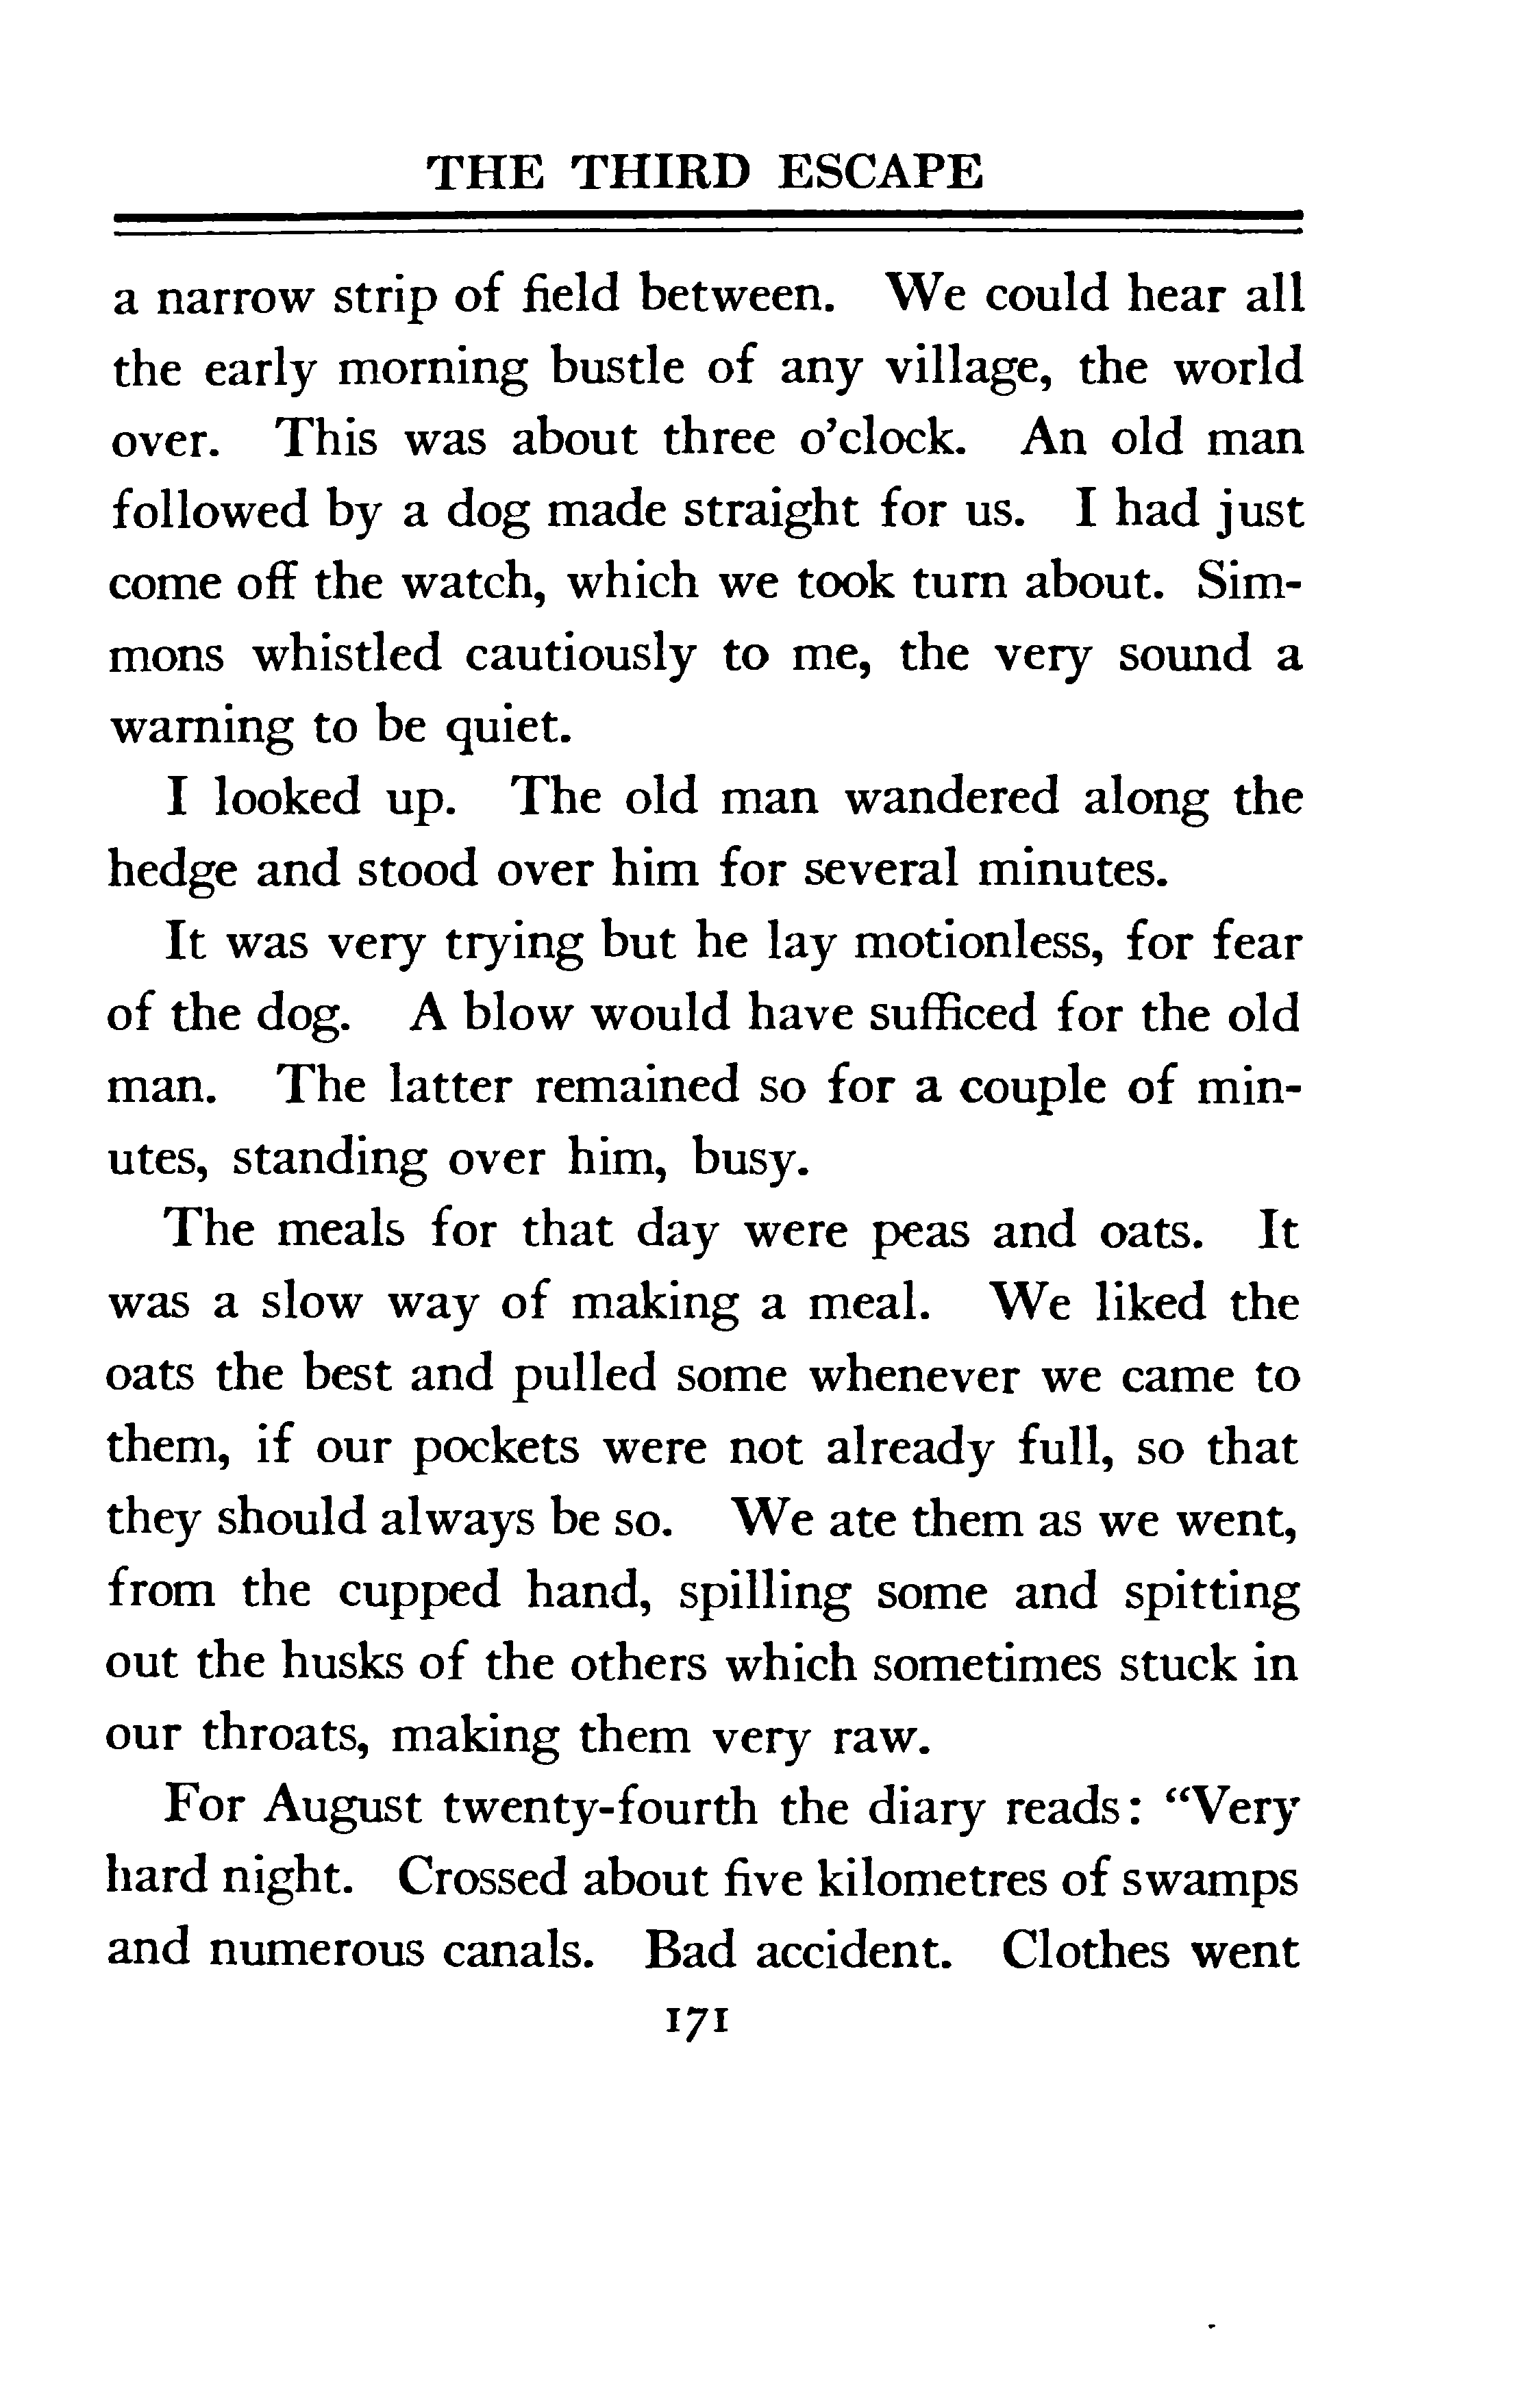 THE THIRD ESCAPE
a narrow strip of field between. We could hear all
the early morning bustle of any village, the world
over. This was about three o’clock. An old man
followed by a dog made straight for us. I had just
come off the watch, which we took turn about. Sim-
mons whistled cautiously to me, the very sound a
warning to be quiet.
I looked up. The old man wandered along the
hedge and stood over him for several minutes.
It was very trying but he lay motionless, for fear
of the dog. A blow would have sufficed for the old
man. The latter remained so for a couple of min-
utes, standing over him, busy.
The meals for that day were peas and oats. It
was a slow way of making a meal. We liked the
oats the best and pulled some whenever we came to
them, if our pockets were not already full, so that
they should always be so. We ate them as we went,
from the cupped hand, spilling some and spitting
out the husks of the others which sometimes stuck in
our throats, making them very raw.
For August twenty-fourth the diary reads: “Very
hard night. Crossed about five kilometres of swamps
and numerous canals. Bad accident. Clothes went
171